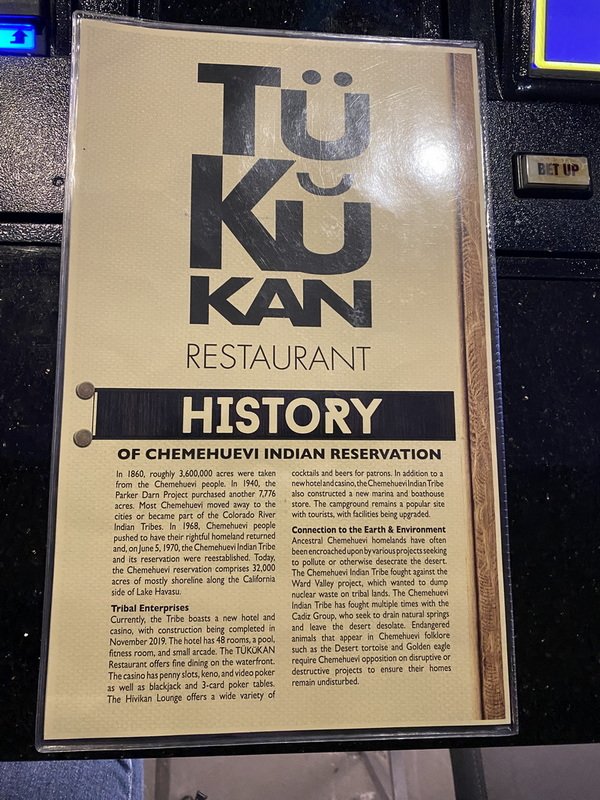 TÜ
KŬ
KAN
RESTAURANT
HISTORY
OF CHEMEHUEVI INDIAN RESERVATION
In 1860, roughly 3,600,000 acres were taken
from the Chemehuevi people. In 1940, the
Parker Darn Project purchased another 7,776
acres. Most Chemehuevi moved away to the
cities or became part of the Colorado River
Indian Tribes. In 1968, Chemehuevi people
pushed to have their rightful homeland returned
and, on June 5, 1970, the Chemehuevi Indian Tribe
and its reservation were reestablished. Today,
the Chemehuevi reservation comprises 32,000
acres of mostly shoreline along the California
side of Lake Havasu.
Tribal Enterprises
Currently, the Tribe boasts a new hotel and
casino, with construction being completed in
November 2019. The hotel has 48 rooms, a pool,
fitness room, and small arcade. The TÜKŬKAN
Restaurant offers fine dining on the waterfront.
The casino has penny slots, keno, and video poker
as well as blackjack and 3-card poker tables.
The Hivikan Lounge offers a wide variety of
cocktails and beers for patrons. In addition to a
new hotel and casino, the Chemehuevi Indian Tribe
also constructed a new marina and boathouse
store. The campground remains a popular site
with tourists, with facilities being upgraded.
Connection to the Earth & Environment
Ancestral Chemehuevi homelands have often
been encroached upon by various projects seeking
to pollute or otherwise desecrate the desert.
The Chemehuevi Indian Tribe fought against the
Ward Valley project, which wanted to dump
nuclear waste on tribal lands. The Chemehuevi
Indian Tribe has fought multiple times with the
Cadiz Group, who seek to drain natural springs
and leave the desert desolate. Endangered
animals that appear in Chemehuevi folklore
such as the Desert tortoise and Golden eagle
require Chemehuevi opposition on disruptive or
destructive projects to ensure their homes
remain undisturbed.
BET UP